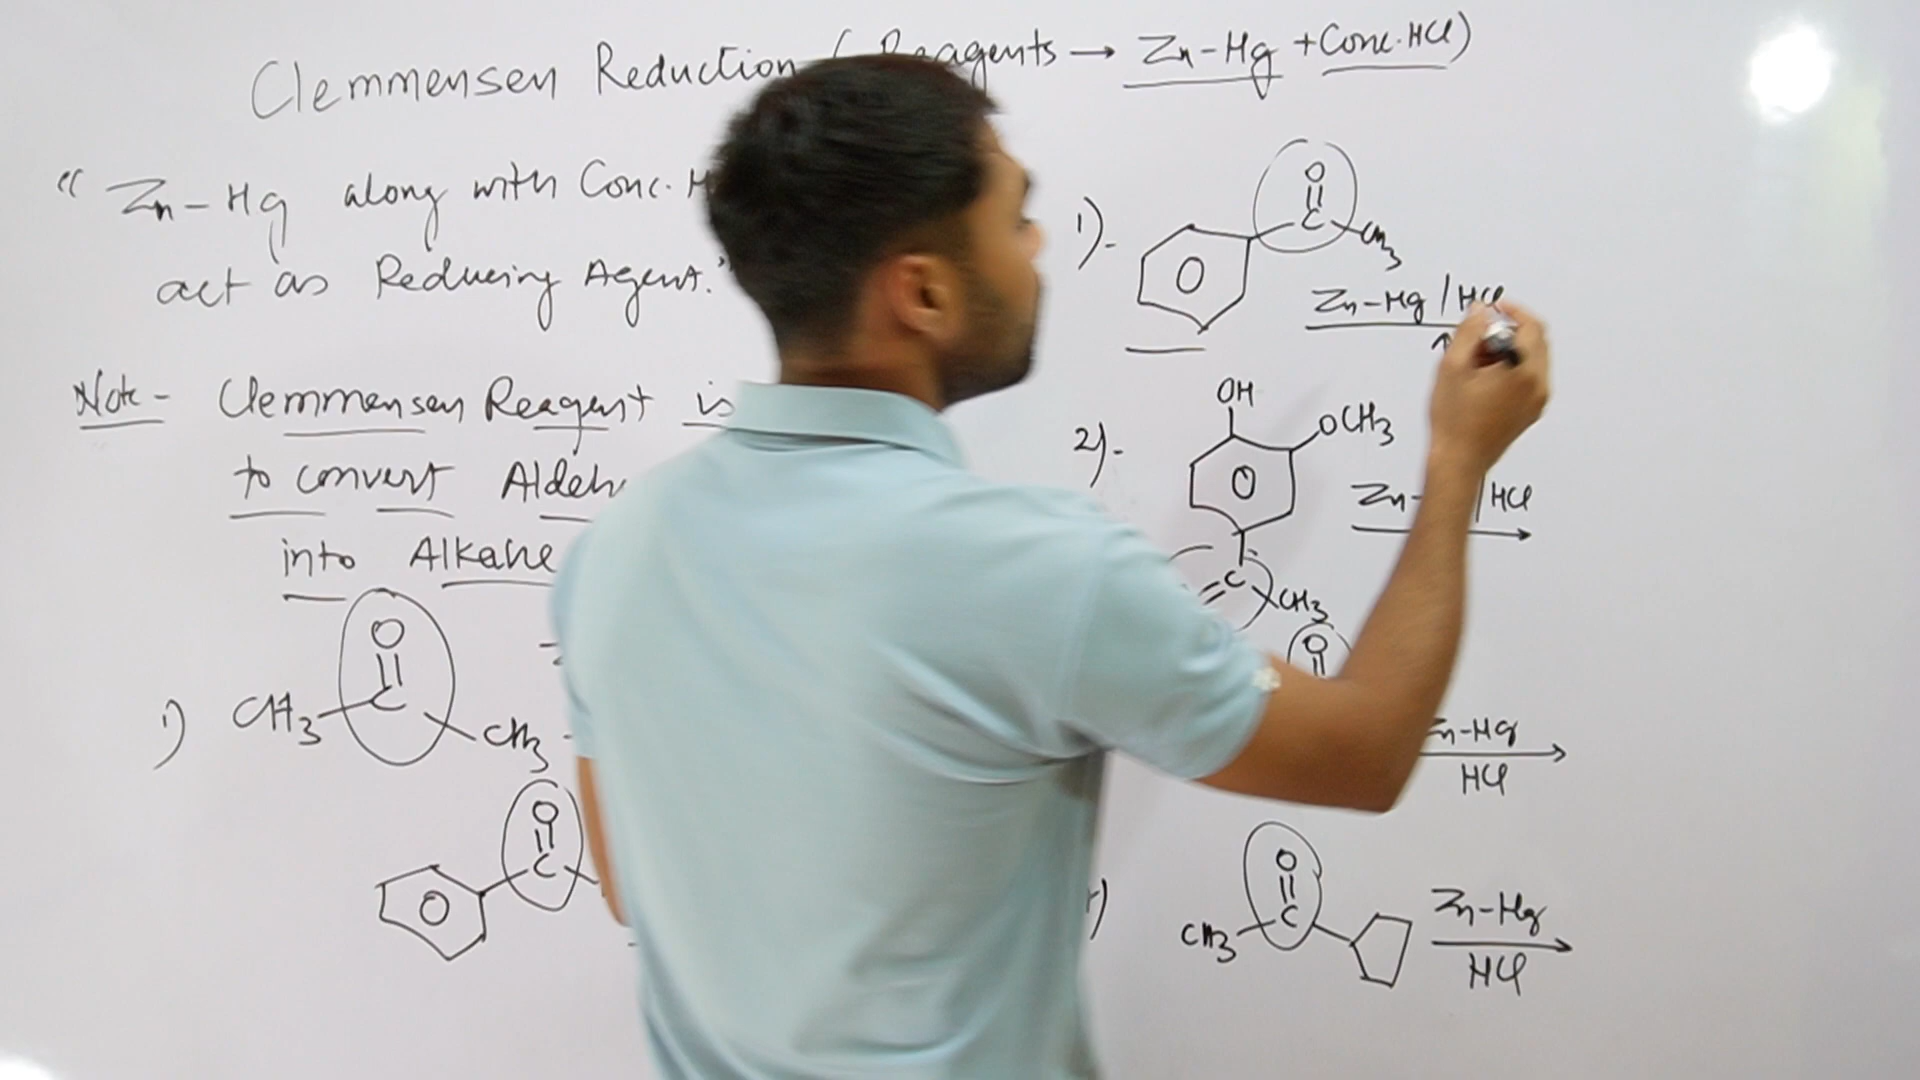 Clemmensen Reduction ( Reagents → Zn-Hg + Conc. HCl)
" Zn-Hg along with Conc. H
act as Reducing Agent."
Note - Clemmensen Reagent is
to convert Aldeh
into Alkane
1) CH3 C O CH3
O
C
1).- O C CH3
O
Zn-Hg / HCl
2).- OH OCH3
O
Zn- / HCl
C CH3
O
Zn-Hg
HCl
) CH3 C O
Zn-Hg
HCl